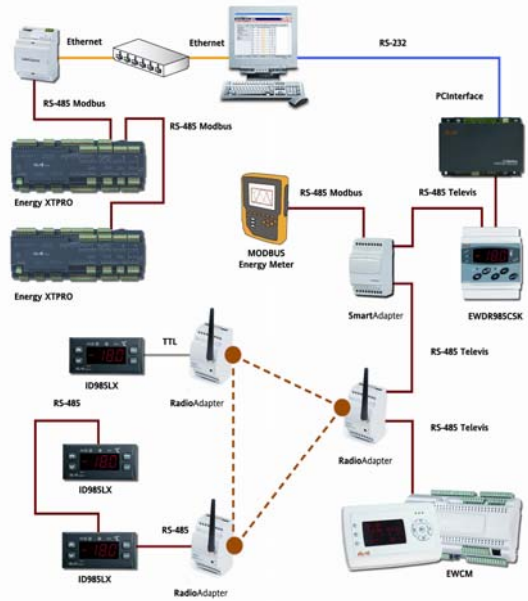 Ethernet
Ethernet
RS-232
PCInterface
RS-485 Modbus
RS-485 Modbus
RS-485 Modbus
RS-485 Televis
Energy XTPRO
MODBUS
Energy Meter
SmartAdapter
EWDR985CSK
Energy XTPRO
TTL
RS-485 Televis
ID985LX
RadioAdapter
RS-485
RS-485 Televis
RadioAdapter
ID985LX
RS-485
EWCM
ID985LX
RadioAdapter